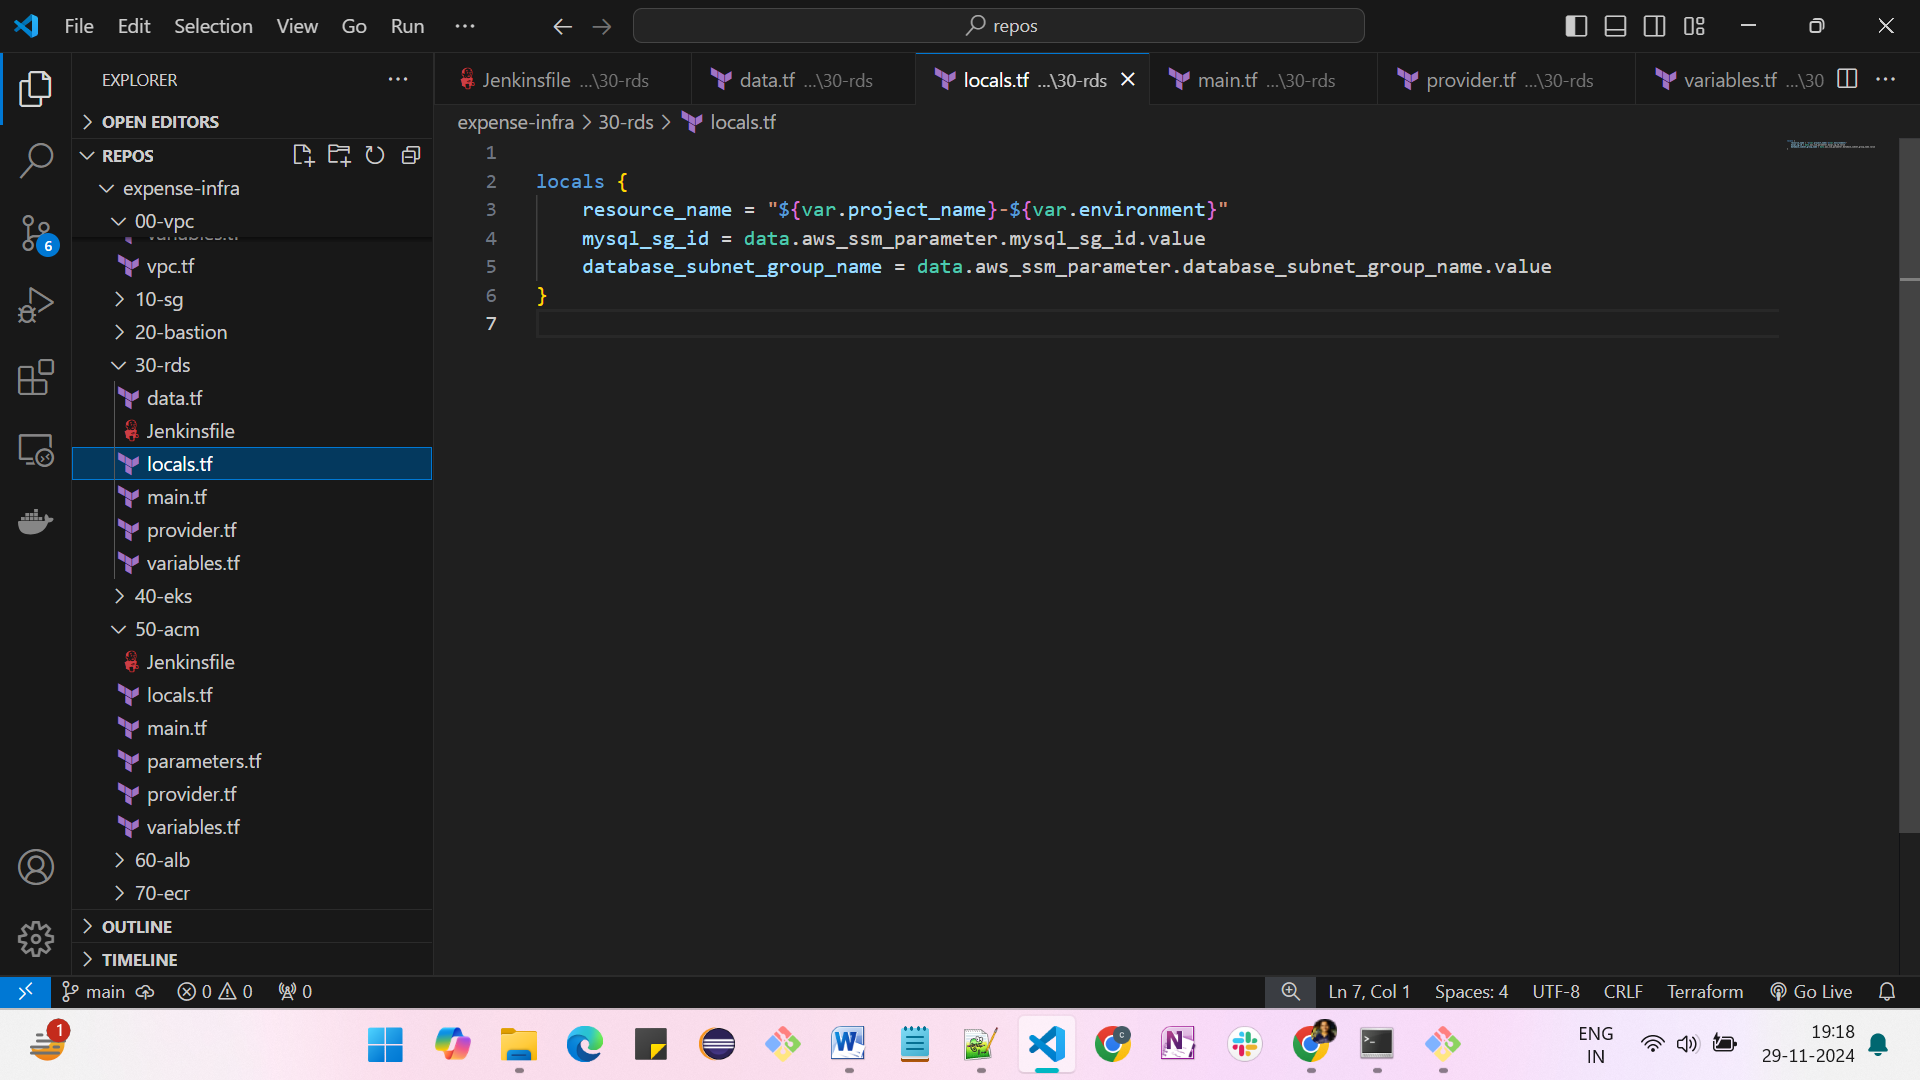 File Edit Selection View Go Run ··· repos
EXPLORER
OPEN EDITORS
REPOS
expense-infra
00-vpc
variables.tf
vpc.tf
10-sg
20-bastion
30-rds
data.tf
Jenkinsfile
locals.tf
main.tf
provider.tf
variables.tf
40-eks
50-acm
Jenkinsfile
locals.tf
main.tf
parameters.tf
provider.tf
variables.tf
60-alb
70-ecr
OUTLINE
TIMELINE
6
Jenkinsfile ...\30-rds data.tf ...\30-rds locals.tf ...\30-rds main.tf ...\30-rds provider.tf ...\30-rds variables.tf ...\30
expense-infra > 30-rds > locals.tf
1
2 locals {
3 resource_name = "${var.project_name}-${var.environment}"
4 mysql_sg_id = data.aws_ssm_parameter.mysql_sg_id.value
5 database_subnet_group_name = data.aws_ssm_parameter.database_subnet_group_name.value
6 }
7
main 0 0 0 Ln 7, Col 1 Spaces: 4 UTF-8 CRLF Terraform Go Live
1
ENG
IN
19:18
29-11-2024